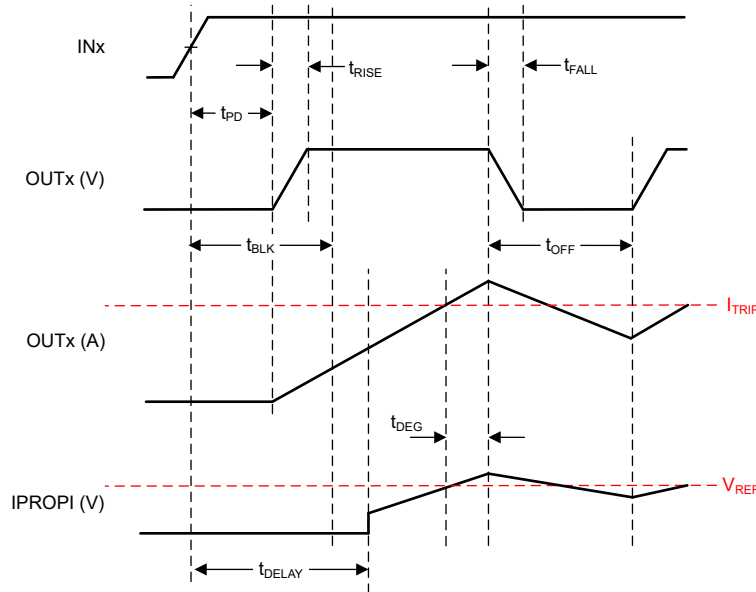 INx
tRISE
tFALL
tPD
OUTx (V)
tBLK
tOFF
ITRIP
OUTx (A)
tDEG
VREF
IPROPI (V)
tDELAY